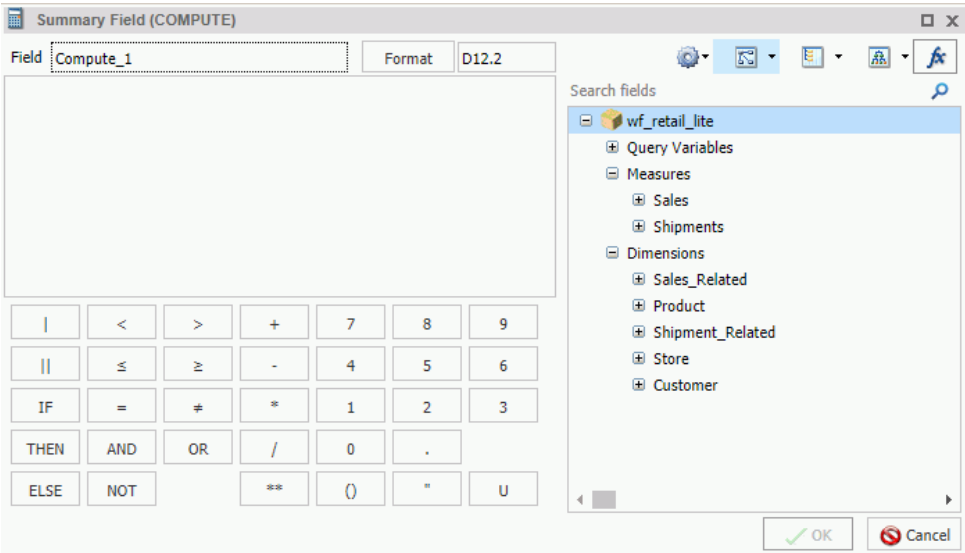 Summary Field (COMPUTE)
Field Compute_1 Format D12.2
fx
Search fields
wf_retail_lite
Query Variables
Measures
Sales
Shipments
Dimensions
Sales_Related
Product
Shipment_Related
Store
Customer
| < > + 7 8 9
|| ≤ ≥ - 4 5 6
IF = ≠ * 1 2 3
THEN AND OR / 0 .
ELSE NOT ** () " U
OK Cancel